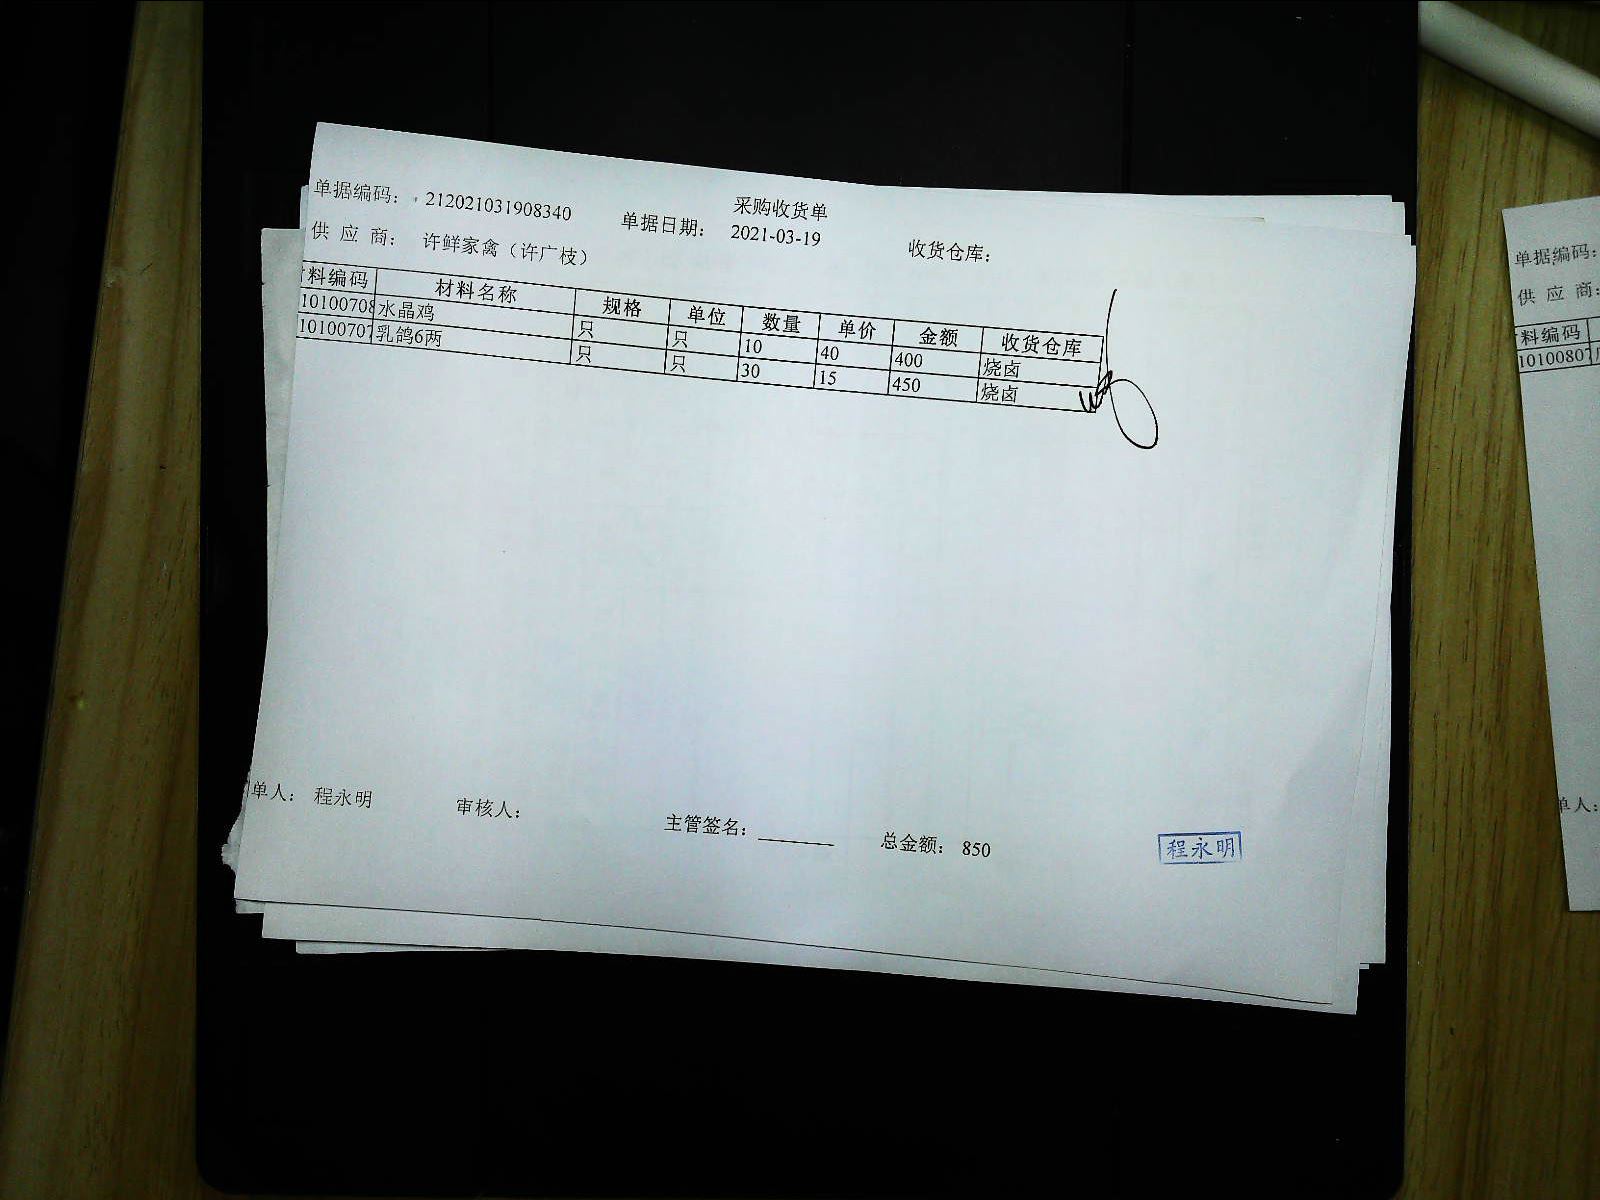 采购收货单
单据编码： 212021031908340 单据日期： 2021-03-19 收货仓库：
供 应 商： 许鲜家禽（许广枝）
料编码 材料名称 规格 单位 数量 单价 金额 收货仓库
10100708 水晶鸡 只 只 10 40 400 烧卤
10100707 乳鸽6两 只 只 30 15 450 烧卤
单人： 程永明 审核人： 主管签名： 总金额： 850
程永明
单据编码：
供 应 商：
料编码
1010080
单人：